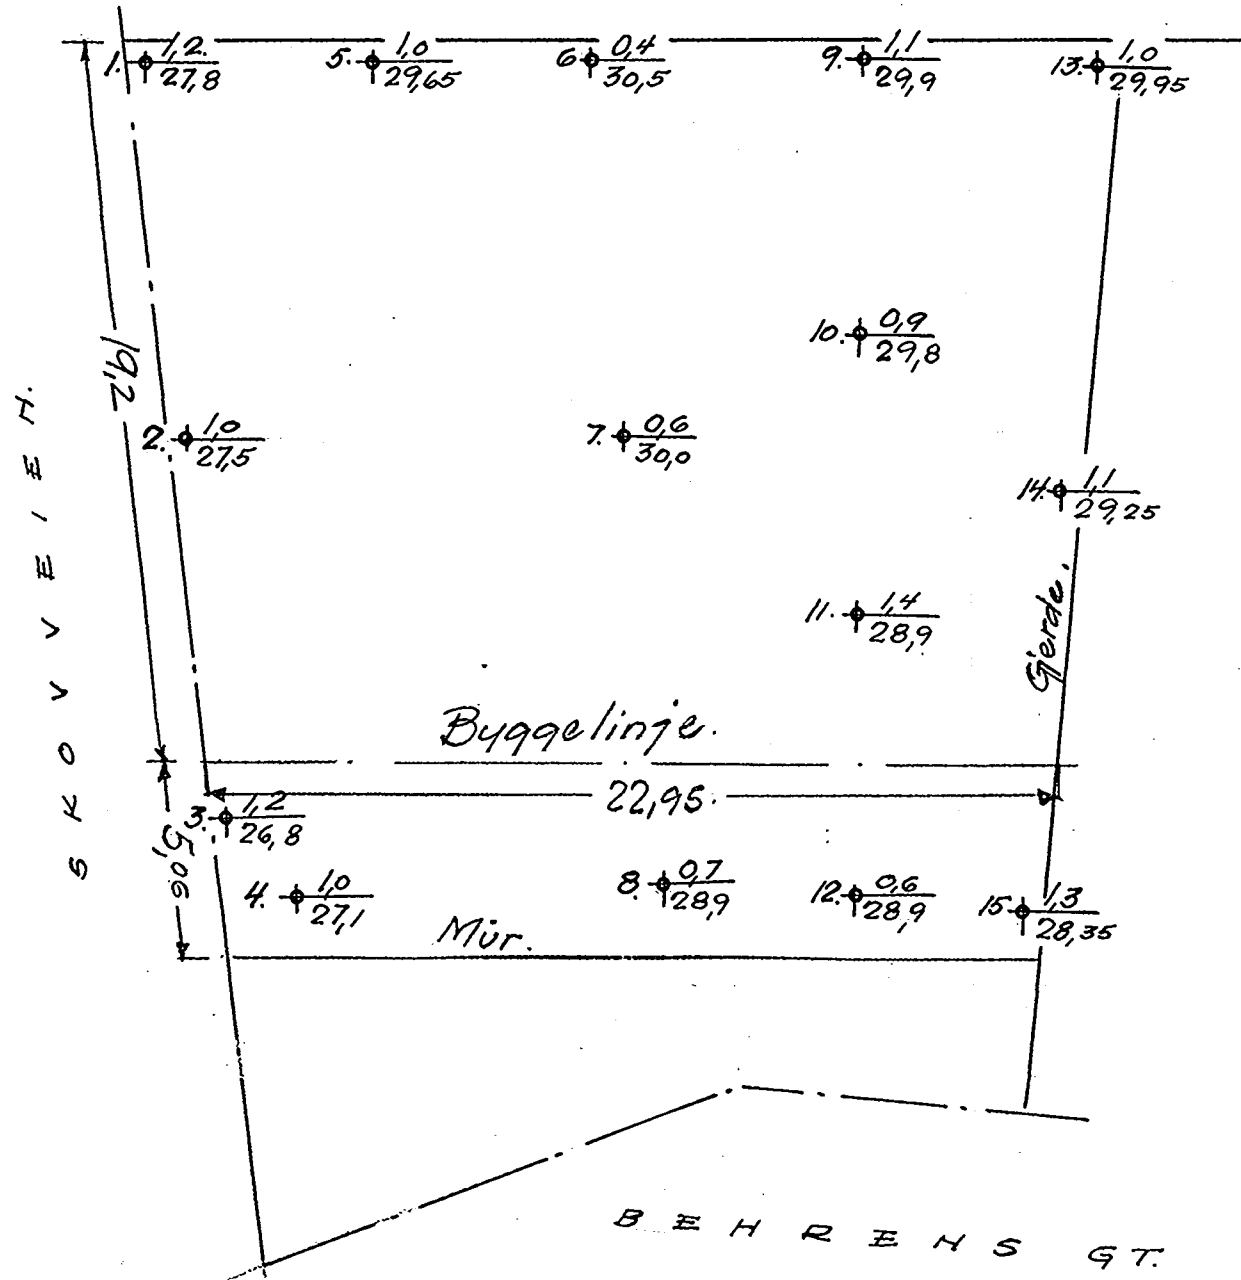 1. 1,2 27,8
5. 1,0 29,65
6 0,4 30,5
9. 1,1 29,9
13. 1,0 29,95
10. 0,9 29,8
19,2
2. 1,0 27,5
7. 0,6 30,0
14. 1,1 29,25
11. 1,4 28,9
Gjerde.
SKOVVEIEN.
Byggelinje.
22,95.
3. 1,2 26,8
5,06
4. 1,0 27,1
8. 0,7 28,9
12. 0,6 28,9
15. 1,3 28,35
Mur.
BEHRENS GT.